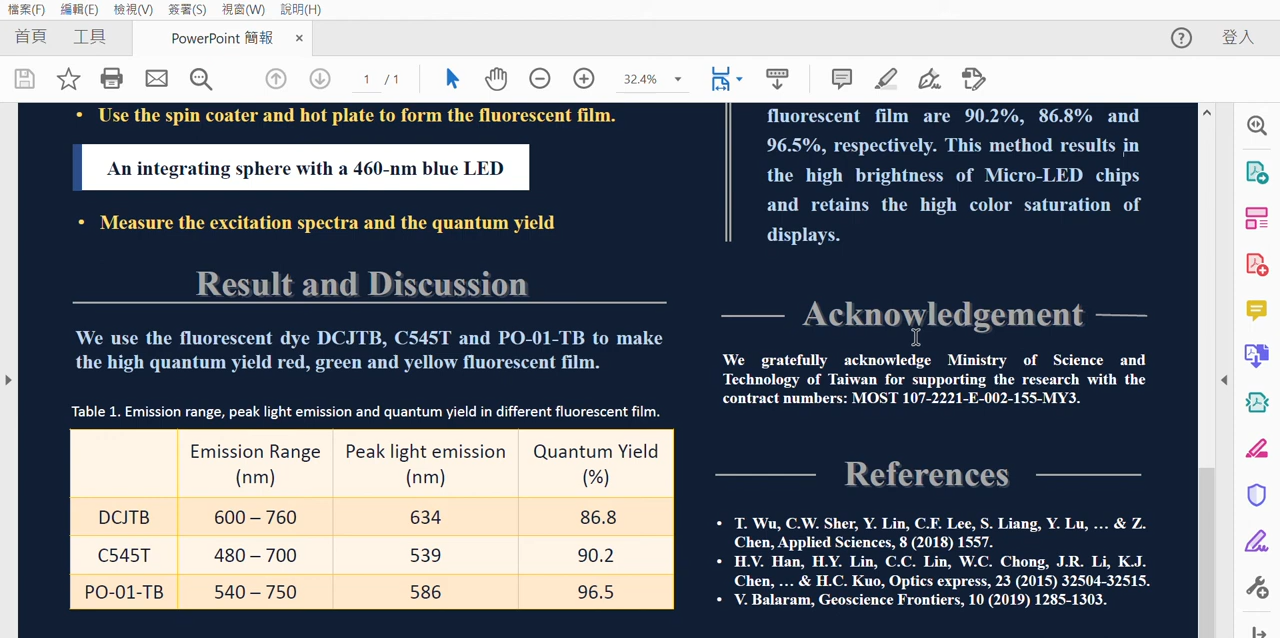 檔案(F) 編輯(E) 檢視(V) 簽署(S) 視窗(W) 說明(H)
首頁 工具 PowerPoint 簡報 × ? 登入
1 / 1 32.4%
• Use the spin coater and hot plate to form the fluorescent film.
An integrating sphere with a 460-nm blue LED
• Measure the excitation spectra and the quantum yield
Result and Discussion
We use the fluorescent dye DCJTB, C545T and PO-01-TB to make
the high quantum yield red, green and yellow fluorescent film.
Table 1. Emission range, peak light emission and quantum yield in different fluorescent film.
Emission Range (nm) Peak light emission (nm) Quantum Yield (%)
DCJTB 600 – 760 634 86.8
C545T 480 – 700 539 90.2
PO-01-TB 540 – 750 586 96.5
fluorescent film are 90.2%, 86.8% and
96.5%, respectively. This method results in
the high brightness of Micro-LED chips
and retains the high color saturation of
displays.
Acknowledgement
We gratefully acknowledge Ministry of Science and
Technology of Taiwan for supporting the research with the
contract numbers: MOST 107-2221-E-002-155-MY3.
References
• T. Wu, C.W. Sher, Y. Lin, C.F. Lee, S. Liang, Y. Lu, … & Z.
Chen, Applied Sciences, 8 (2018) 1557.
• H.V. Han, H.Y. Lin, C.C. Lin, W.C. Chong, J.R. Li, K.J.
Chen, … & H.C. Kuo, Optics express, 23 (2015) 32504-32515.
• V. Balaram, Geoscience Frontiers, 10 (2019) 1285-1303.